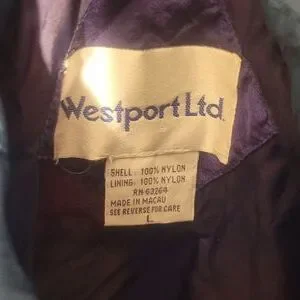 Westport Ltd.
SHELL: 100% NYLON
LINING: 100% NYLON
RN 63264
MADE IN MACAU
SEE REVERSE FOR CARE
L